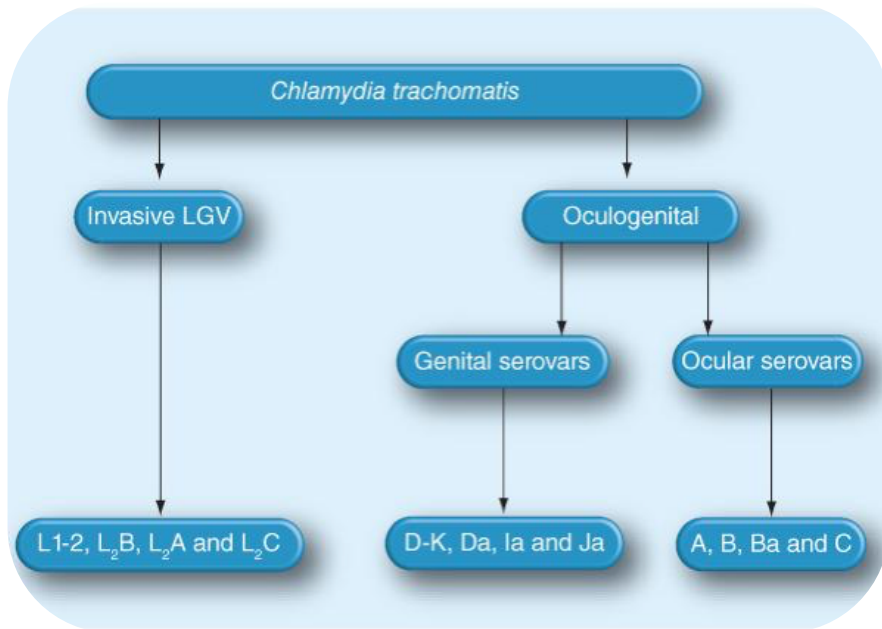 Chlamydia trachomatis
Invasive LGV
Oculogenital
Genital serovars
Ocular serovars
L1-2, L₂B, L₂A and L₂C
D-K, Da, Ia and Ja
A, B, Ba and C